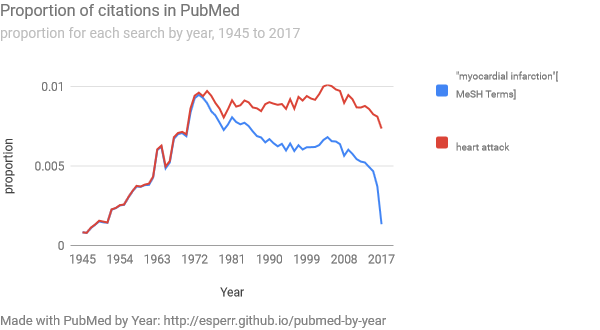 Proportion of citations in PubMed
proportion for each search by year, 1945 to 2017
0.01
0.005
0
proportion
1945 1954 1963 1972 1981 1990 1999 2008 2017
Year
"myocardial infarction"[
MeSH Terms]
heart attack
Made with PubMed by Year: http://esperr.github.io/pubmed-by-year